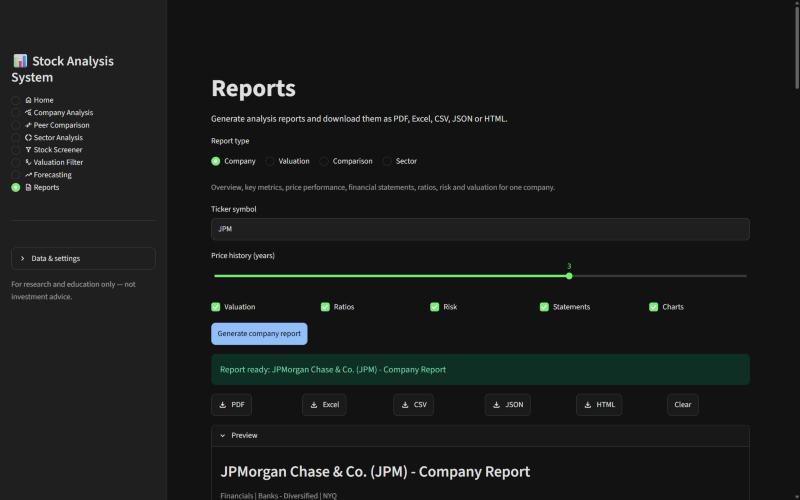 Stock Analysis
System
Home
Company Analysis
Peer Comparison
Sector Analysis
Stock Screener
Valuation Filter
Forecasting
Reports
Data & settings
For research and education only — not
investment advice.
Reports
Generate analysis reports and download them as PDF, Excel, CSV, JSON or HTML.
Report type
Company Valuation Comparison Sector
Overview, key metrics, price performance, financial statements, ratios, risk and valuation for one company.
Ticker symbol
JPM
Price history (years)
3
Valuation Ratios Risk Statements Charts
Generate company report
Report ready: JPMorgan Chase & Co. (JPM) - Company Report
PDF Excel CSV JSON HTML Clear
Preview
JPMorgan Chase & Co. (JPM) - Company Report
Financials | Banks - Diversified | NYQ